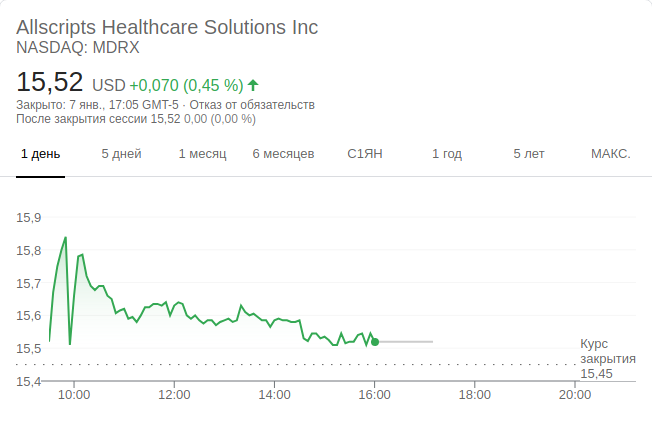 Allscripts Healthcare Solutions Inc
NASDAQ: MDRX
15,52 USD +0,070 (0,45 %)
Закрыто: 7 янв., 17:05 GMT-5 · Отказ от обязательств
После закрытия сессии 15,52 0,00 (0,00 %)
1 день 5 дней 1 месяц 6 месяцев С1ЯН 1 год 5 лет МАКС.
15,9
15,8
15,7
15,6
15,5
15,4
Курс
закрытия
15,45
10:00 12:00 14:00 16:00 18:00 20:00